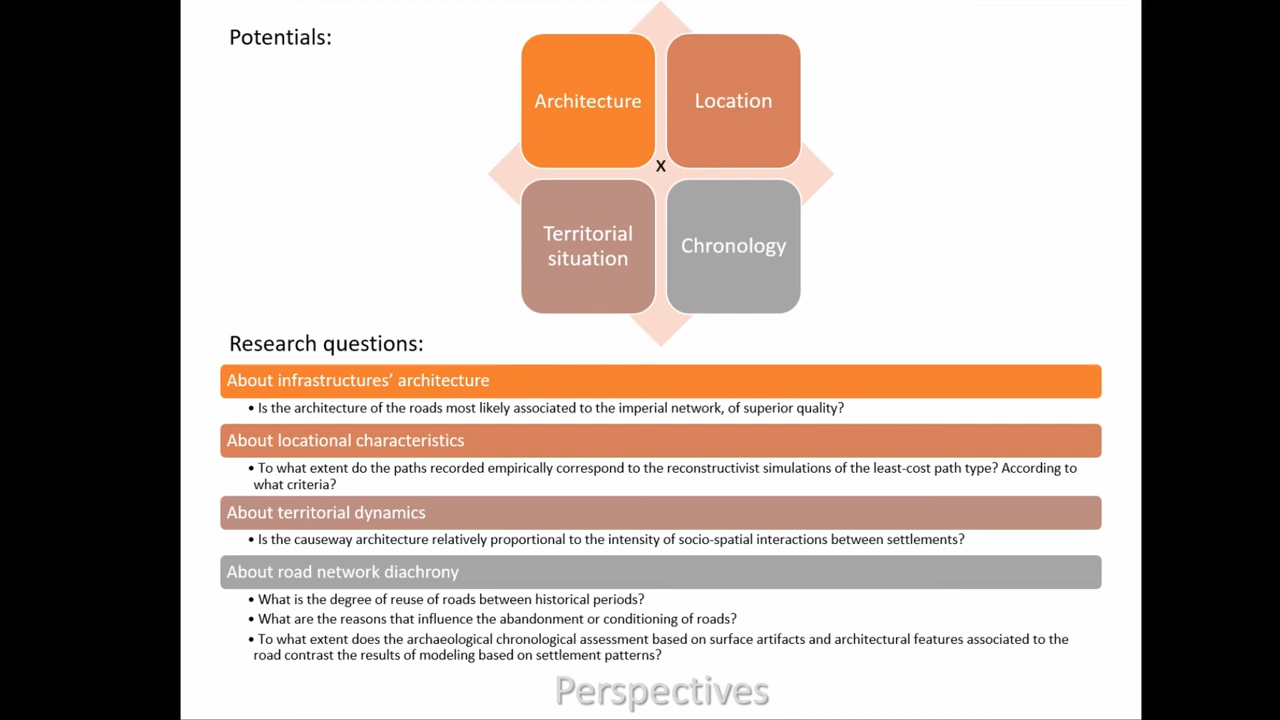 Potentials:
Architecture
Location
x
Territorial
situation
Chronology
Research questions:
About infrastructures’ architecture
• Is the architecture of the roads most likely associated to the imperial network, of superior quality?
About locational characteristics
• To what extent do the paths recorded empirically correspond to the reconstructivist simulations of the least-cost path type? According to
what criteria?
About territorial dynamics
• Is the causeway architecture relatively proportional to the intensity of socio-spatial interactions between settlements?
About road network diachrony
• What is the degree of reuse of roads between historical periods?
• What are the reasons that influence the abandonment or conditioning of roads?
• To what extent does the archaeological chronological assessment based on surface artifacts and architectural features associated to the
road contrast the results of modeling based on settlement patterns?
Perspectives